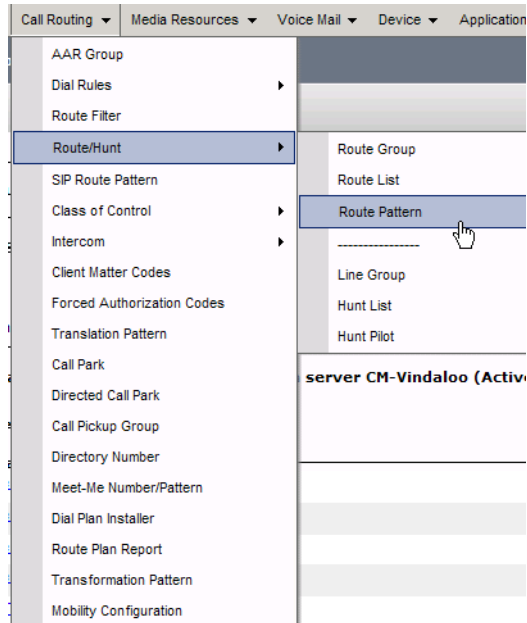 Call Routing Media Resources Voice Mail Device Application
AAR Group
Dial Rules
Route Filter
Route/Hunt
SIP Route Pattern
Class of Control
Intercom
Client Matter Codes
Forced Authorization Codes
Translation Pattern
Call Park
Directed Call Park
Call Pickup Group
Directory Number
Meet-Me Number/Pattern
Dial Plan Installer
Route Plan Report
Transformation Pattern
Mobility Configuration
Route Group
Route List
Route Pattern
----------------
Line Group
Hunt List
Hunt Pilot
server CM-Vindaloo (Active